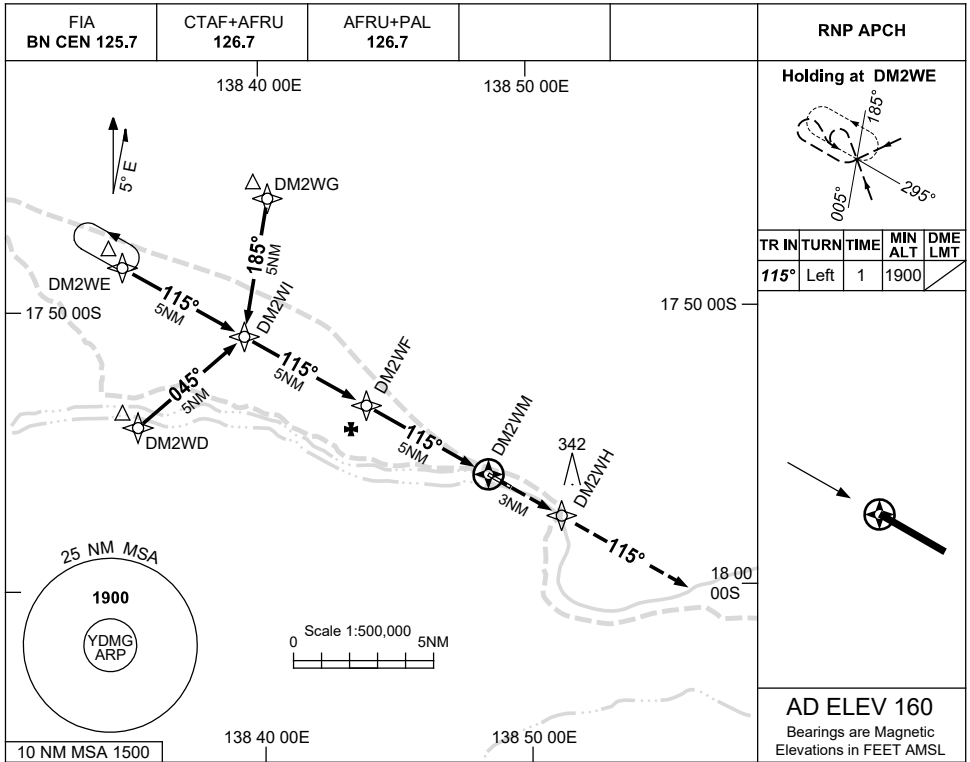 FIA
BN CEN 125.7
CTAF+AFRU
126.7
AFRU+PAL
126.7
RNP APCH
138 40 00E
138 50 00E
Holding at DM2WE
185°
295°
005°
5° E
DM2WG
185°
5NM
DM2WE
115°
5NM
DM2WI
17 50 00S
17 50 00S
TR IN TURN TIME MIN ALT DME LMT
115° Left 1 1900
115°
5NM
DM2WF
045°
5NM
DM2WD
115°
5NM
DM2WM
342
DM2WH
3NM
115°
18 00
00S
25 NM MSA
1900
YDMG
ARP
Scale 1:500,000
0 5NM
138 40 00E
138 50 00E
10 NM MSA 1500
AD ELEV 160
Bearings are Magnetic
Elevations in FEET AMSL